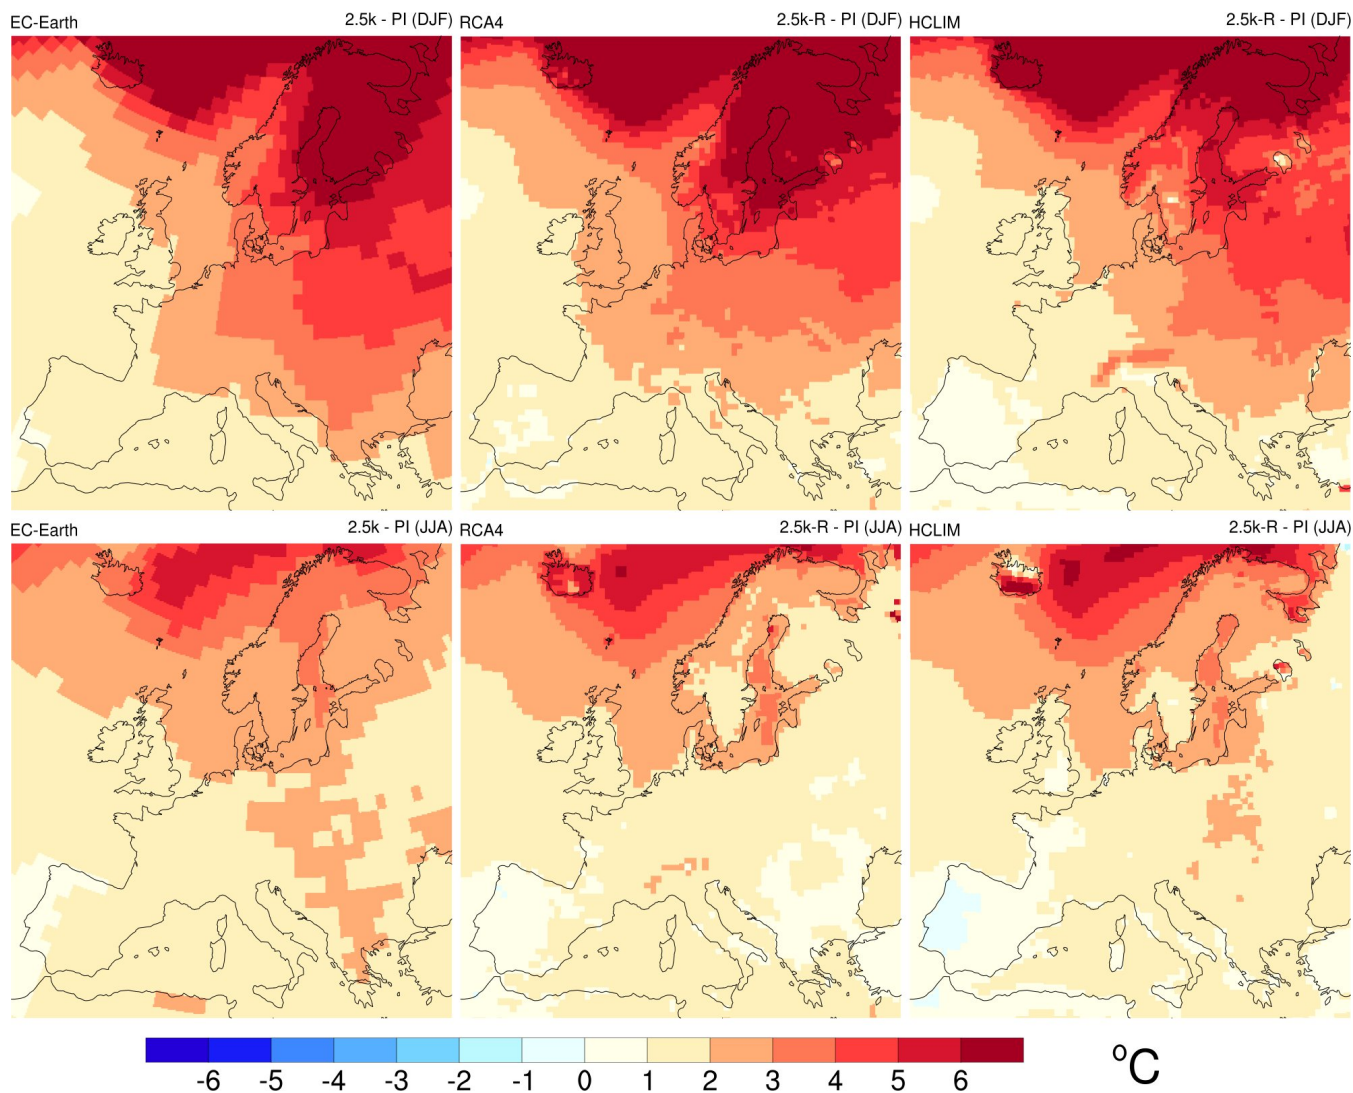 EC-Earth 2.5k - PI (DJF)
RCA4 2.5k-R - PI (DJF)
HCLIM 2.5k-R - PI (DJF)
EC-Earth 2.5k - PI (JJA)
RCA4 2.5k-R - PI (JJA)
HCLIM 2.5k-R - PI (JJA)
-6 -5 -4 -3 -2 -1 0 1 2 3 4 5 6
°C